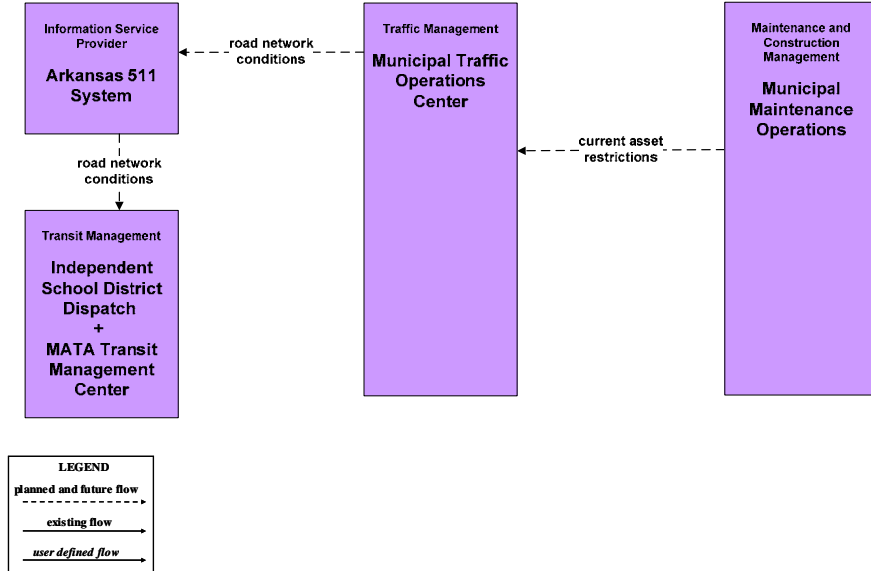 Information Service
Provider
Arkansas 511
System
road network
conditions
Traffic Management
Municipal Traffic
Operations
Center
Maintenance and
Construction
Management
Municipal
Maintenance
Operations
current asset
restrictions
road network
conditions
Transit Management
Independent
School District
Dispatch
+
MATA Transit
Management
Center
LEGEND
planned and future flow
existing flow
user defined flow